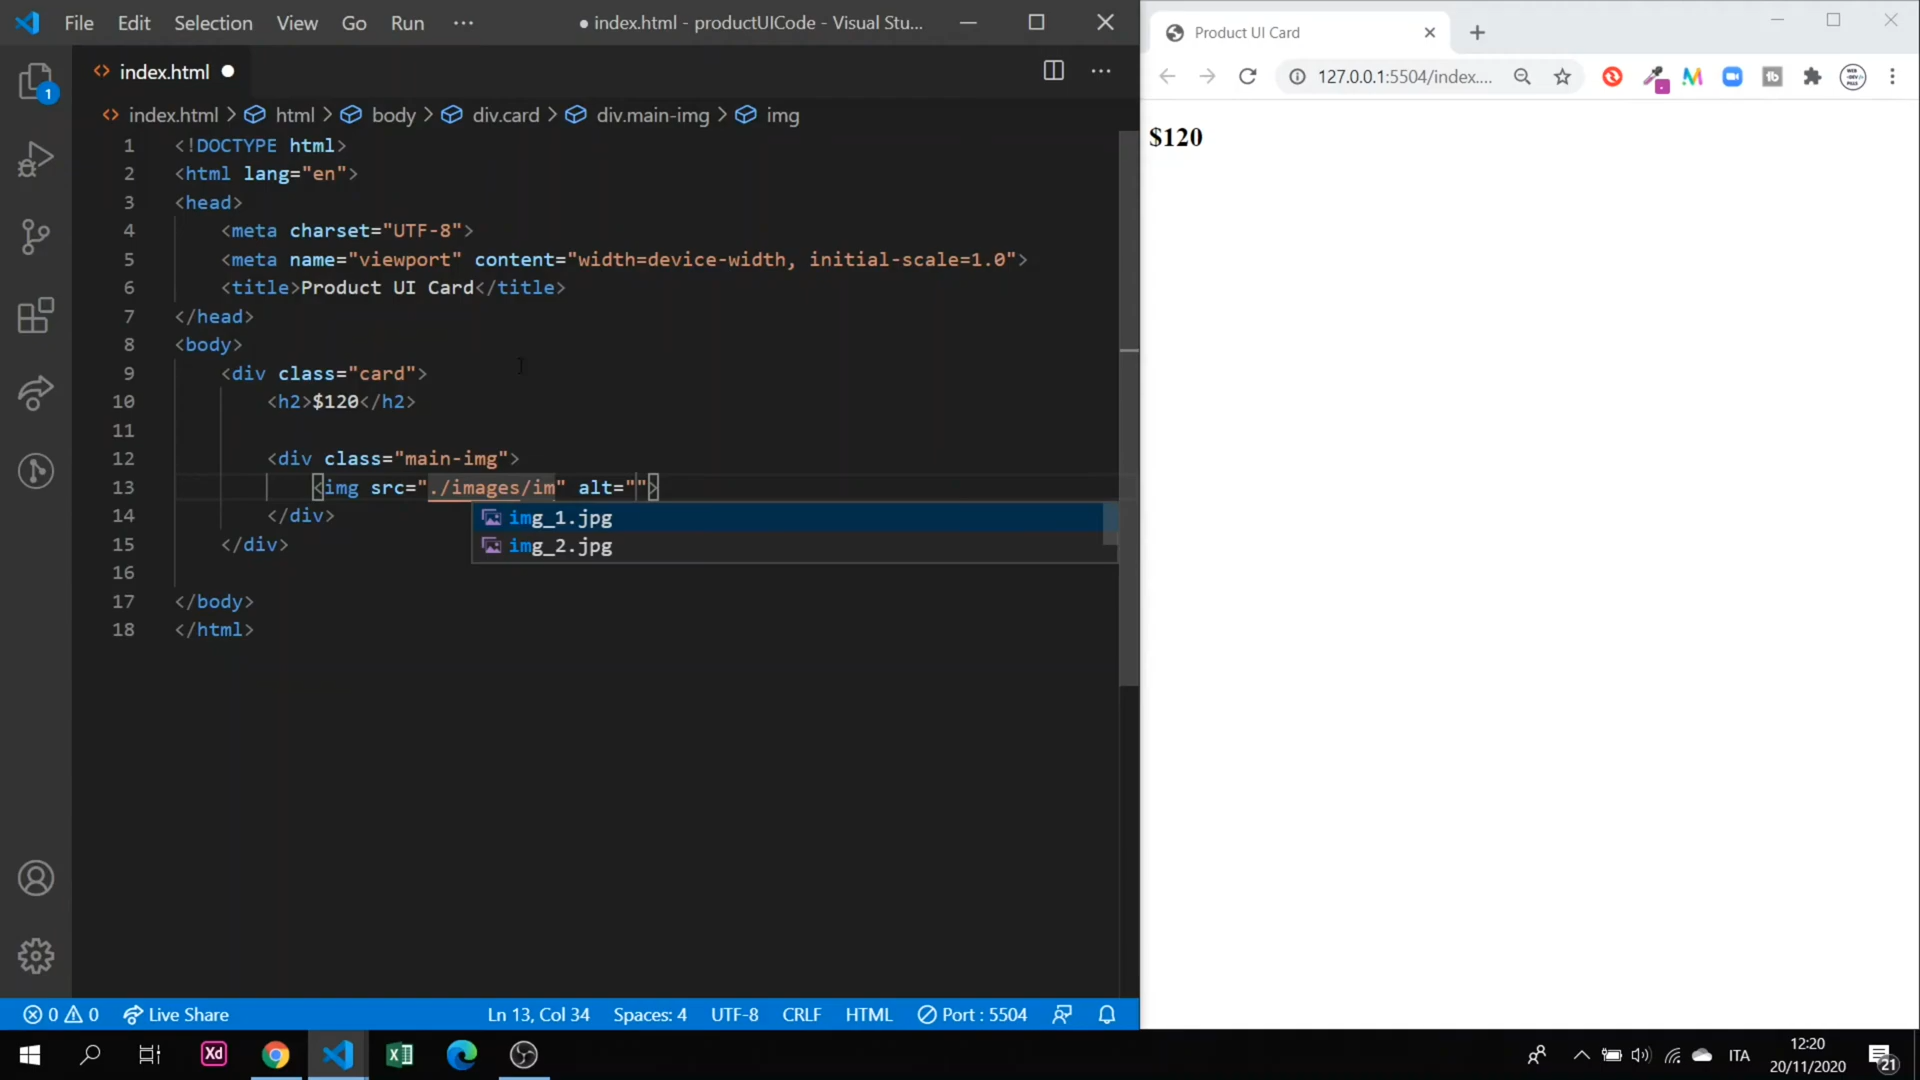 File Edit Selection View Go Run ··· ● index.html - productUICode - Visual Stu...
index.html
1
index.html > html > body > div.card > div.main-img > img
1 <!DOCTYPE html>
2 <html lang="en">
3 <head>
4 <meta charset="UTF-8">
5 <meta name="viewport" content="width=device-width, initial-scale=1.0">
6 <title>Product UI Card</title>
7 </head>
8 <body>
9 <div class="card">
10 <h2>$120</h2>
11
12 <div class="main-img">
13 <img src="./images/im" alt="">
img_1.jpg
img_2.jpg
14 </div>
15 </div>
16
17 </body>
18 </html>
0 0 Live Share Ln 13, Col 34 Spaces: 4 UTF-8 CRLF HTML Port : 5504
Product UI Card
127.0.0.1:5504/index....
$120
Xd
ITA
12:20
20/11/2020
21